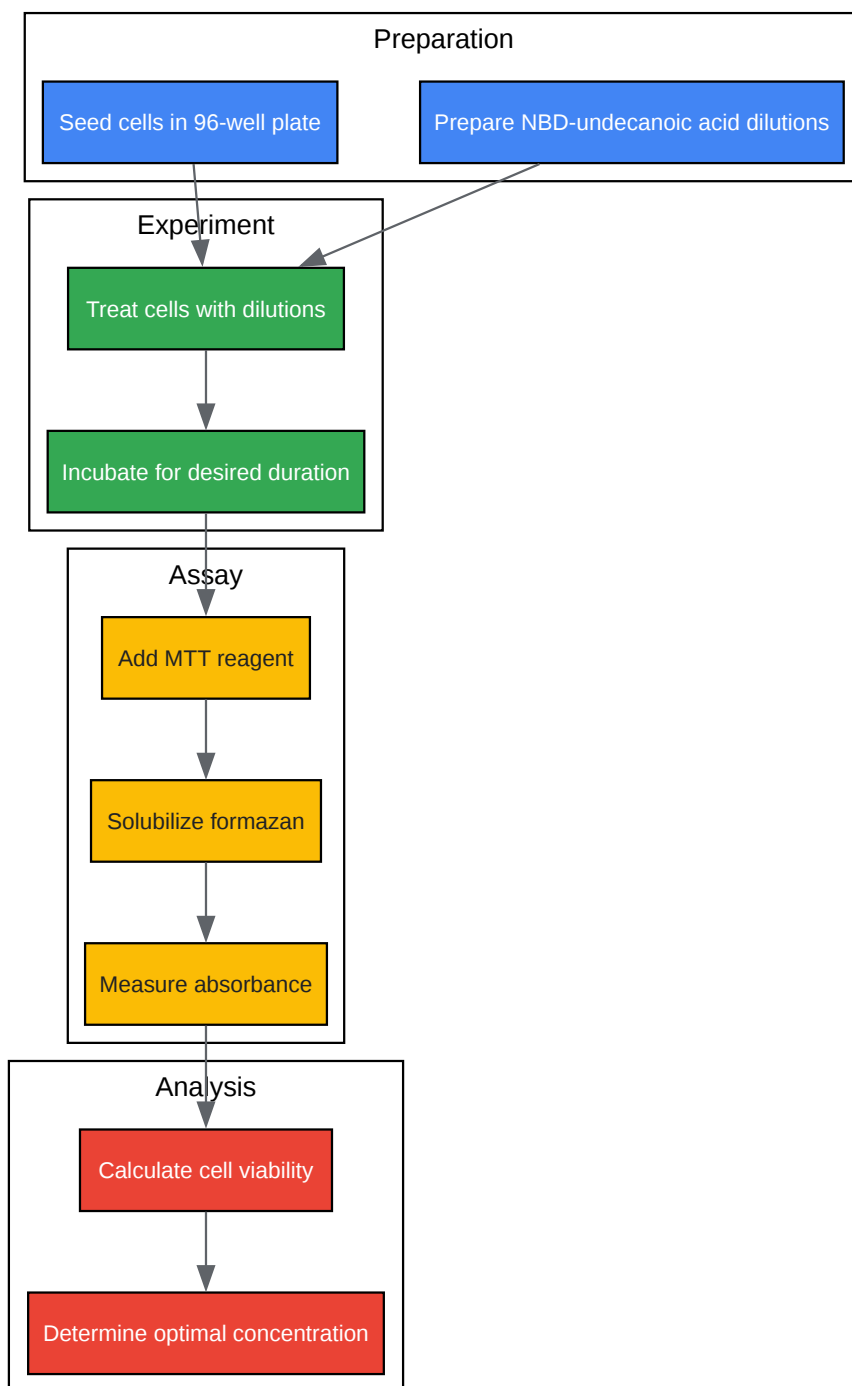 Preparation
Seed cells in 96-well plate
Prepare NBD-undecanoic acid dilutions
Experiment
Treat cells with dilutions
Incubate for desired duration
Assay
Add MTT reagent
Solubilize formazan
Measure absorbance
Analysis
Calculate cell viability
Determine optimal concentration